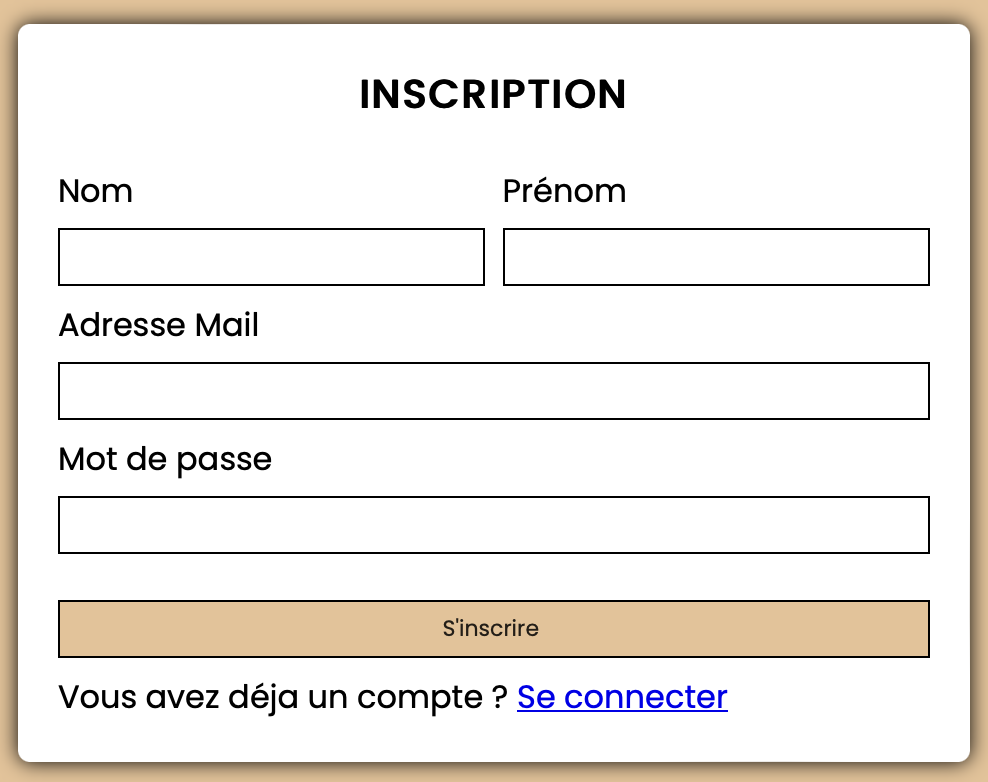 INSCRIPTION
Nom
Prénom
Adresse Mail
Mot de passe
S'inscrire
Vous avez déja un compte ? Se connecter